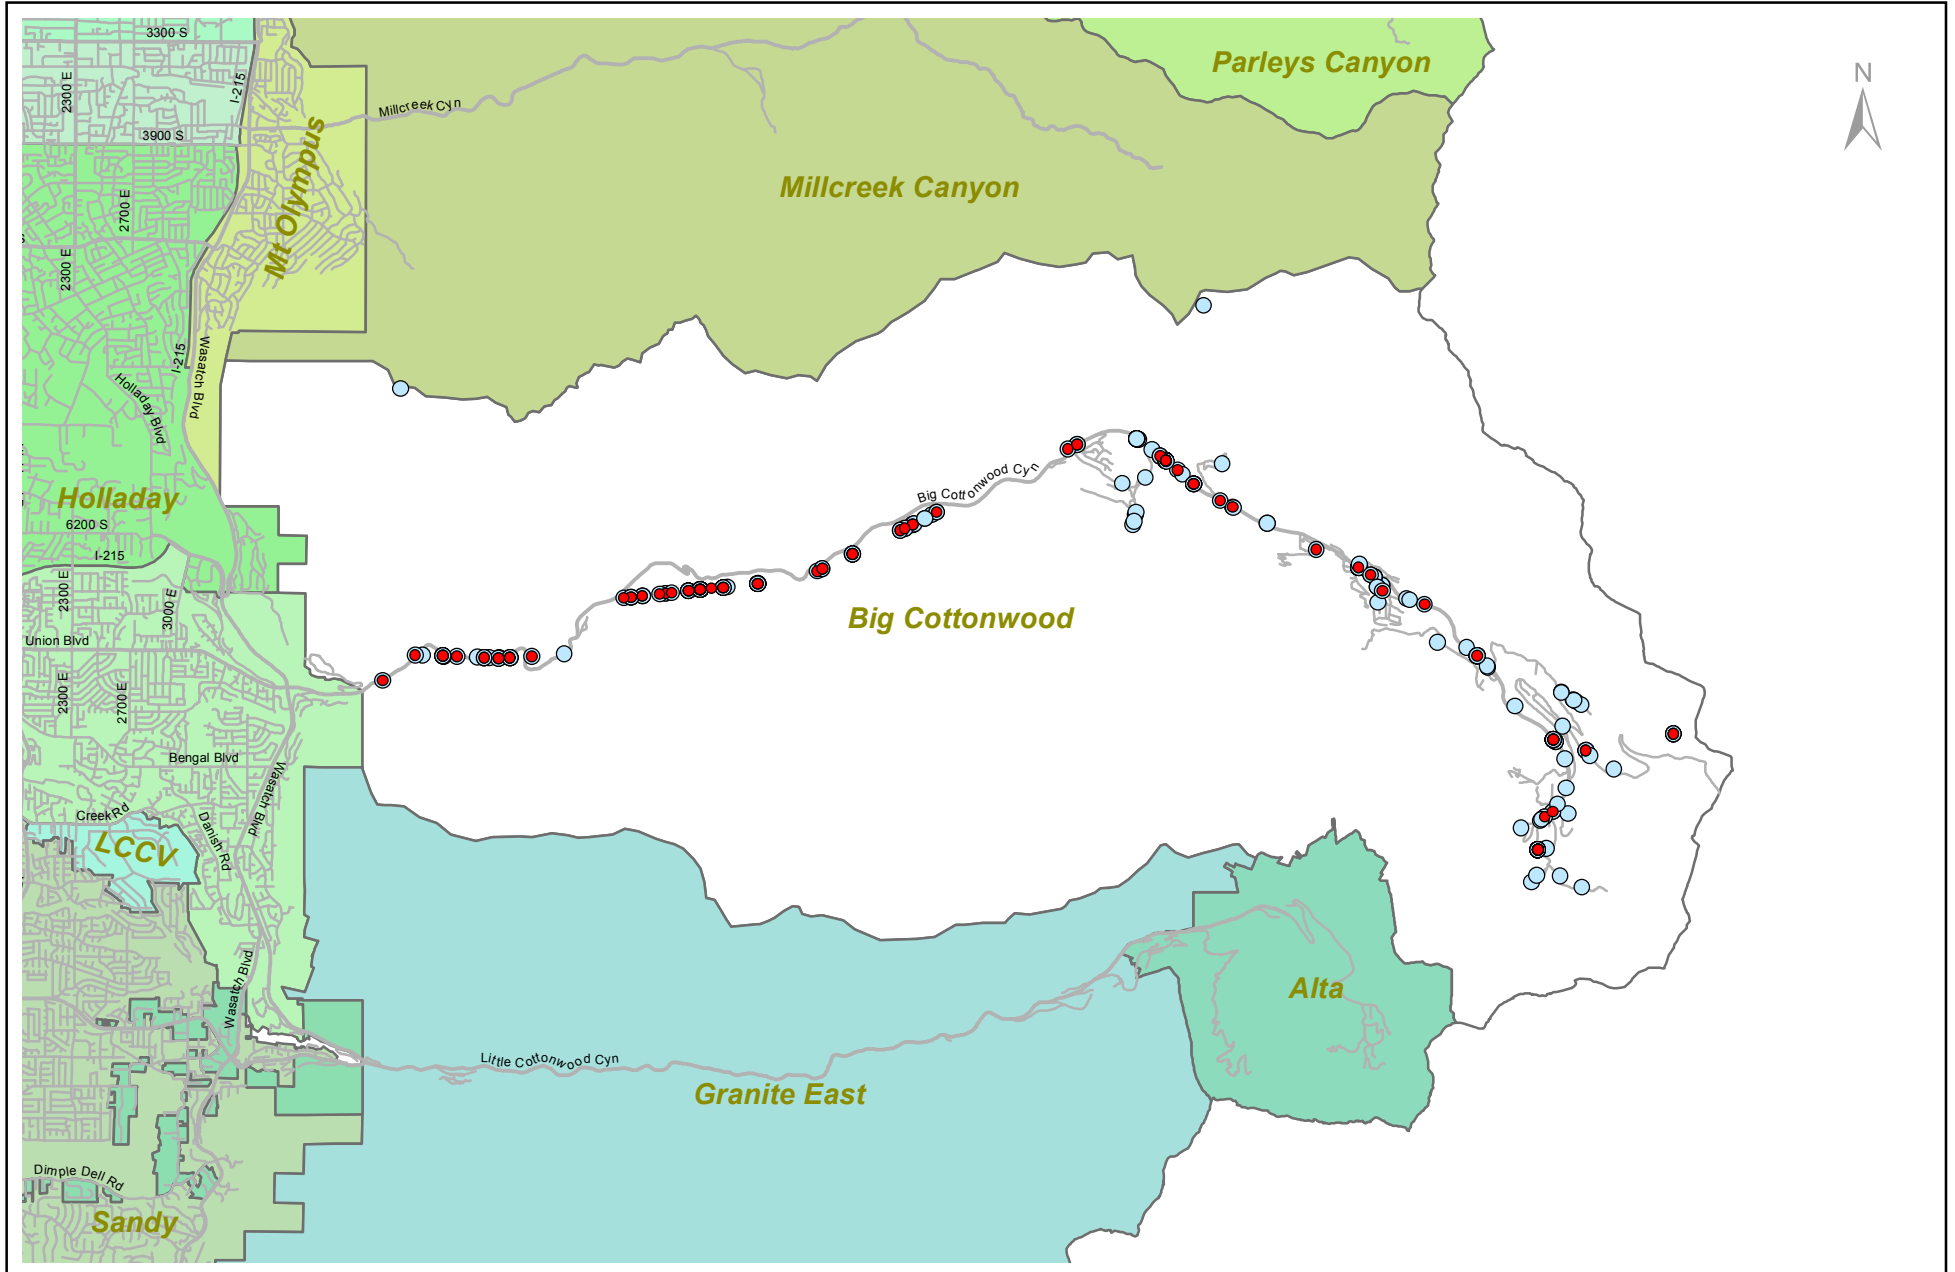 3300 S
Parleys Canyon
N
2300 E
I-215
Millcreek Cyn
3900 S
Mt Olympus
Millcreek Canyon
2700 E
2300 E
I-215
Wasatch Blvd
Holladay Blvd
Big Cottonwood Cyn
Holladay
6200 S
I-215
2300 E
3000 E
Big Cottonwood
Union Blvd
2300 E
2700 E
Bengal Blvd
Wasatch Blvd
Creek Rd
Danish Rd
LCCV
Wasatch Blvd
Alta
Little Cottonwood Cyn
Granite East
Dimple Dell Rd
Sandy